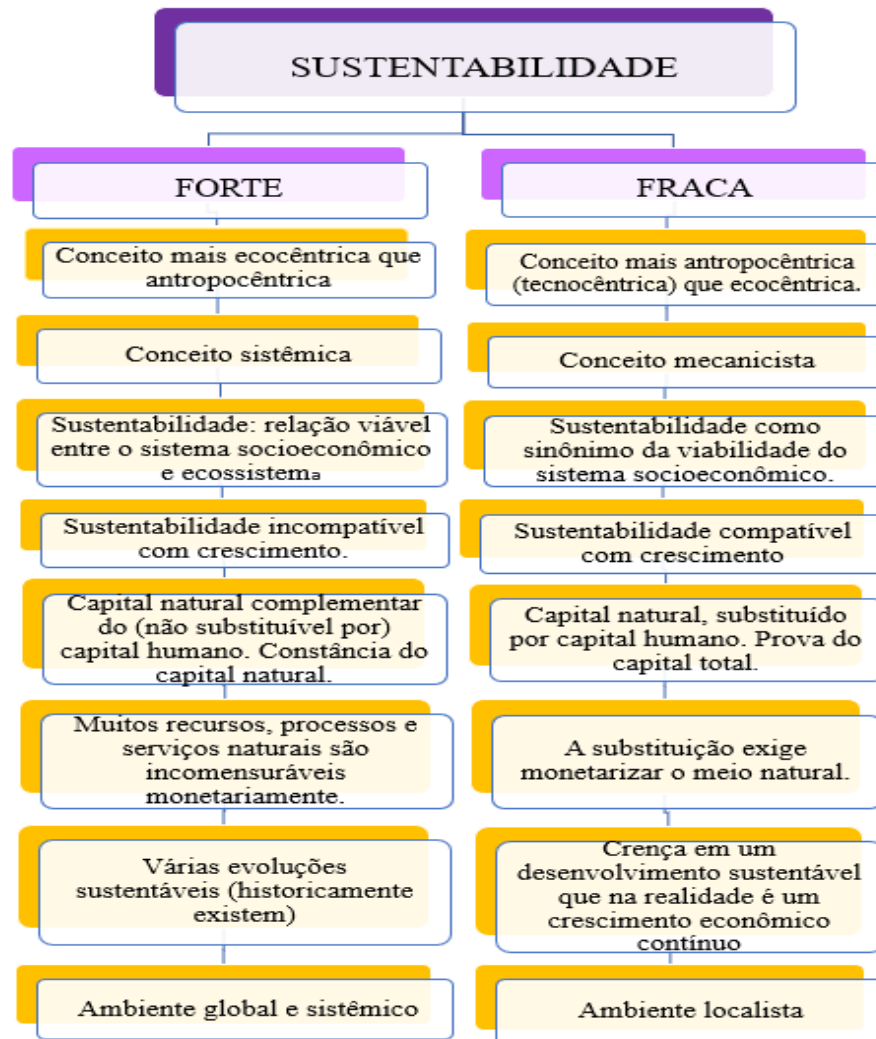 SUSTENTABILIDADE
FORTE
Conceito mais ecocêntrica que
antropocêntrica
Conceito sistêmica
Sustentabilidade: relação viável
entre o sistema socioeconômico
e ecossistema
Sustentabilidade incompatível
com crescimento.
Capital natural complementar
do (não substituível por)
capital humano. Constância do
capital natural.
Muitos recursos, processos e
serviços naturais são
incomensuráveis
monetariamente.
Várias evoluções
sustentáveis (historicamente
existem)
Ambiente global e sistêmico
FRACA
Conceito mais antropocêntrica
(tecnocêntrica) que ecocêntrica.
Conceito mecanicista
Sustentabilidade como
sinônimo da viabilidade do
sistema socioeconômico.
Sustentabilidade compatível
com crescimento
Capital natural, substituído
por capital humano. Prova do
capital total.
A substituição exige
monetarizar o meio natural.
Crença em um
desenvolvimento sustentável
que na realidade é um
crescimento econômico
contínuo
Ambiente localista